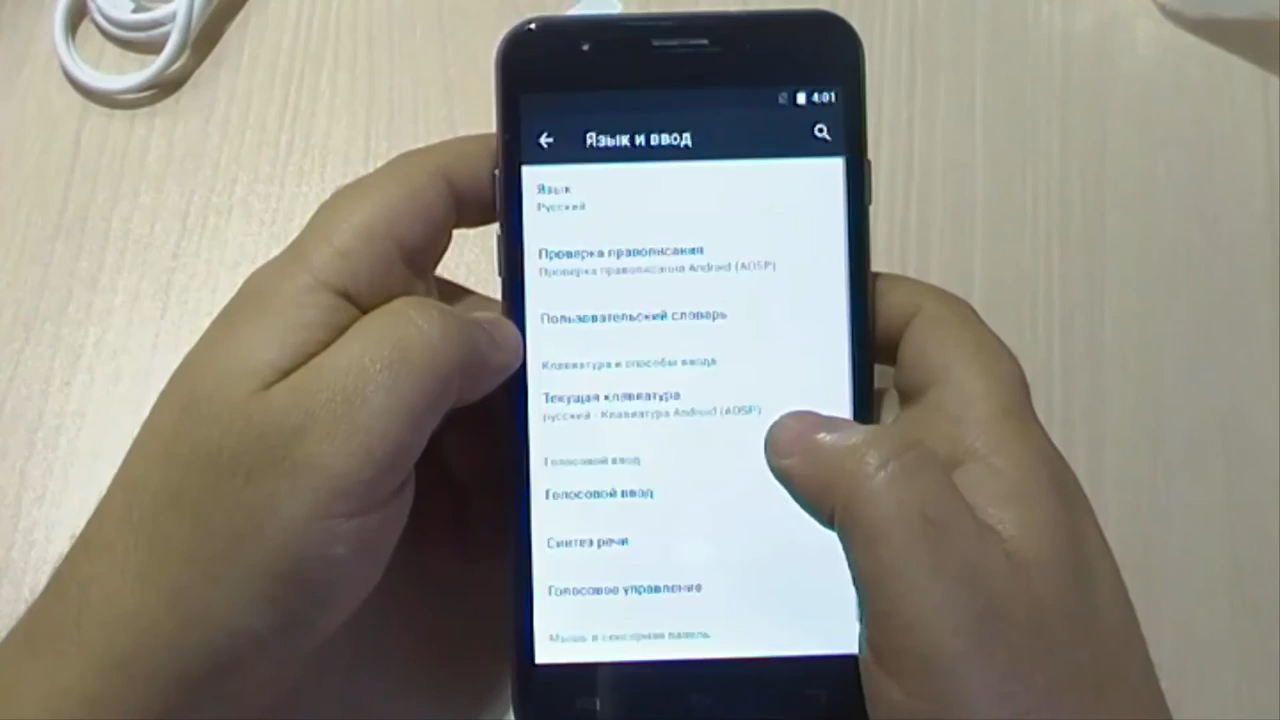 4:01
Язык и ввод
Язык
Русский
Проверка правописания
Проверка правописания Android (AOSP)
Пользовательский словарь
Клавиатура и способы ввода
Текущая клавиатура
русский - Клавиатура Android (AOSP)
Голосовой ввод
Голосовой ввод
Синтез речи
Голосовое управление
Мышь и сенсорная панель